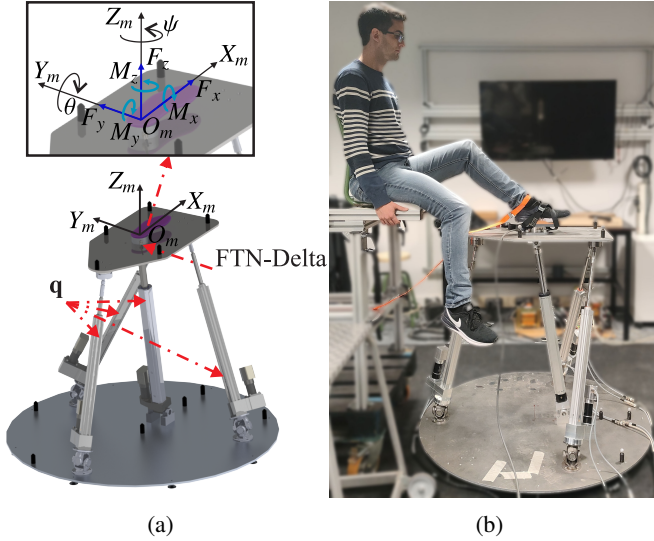 Z_m
ψ
Y_m
X_m
F_z
M_z
θ
F_x
F_y
M_y
O_m
M_x
Z_m
X_m
Y_m
O_m
FTN-Delta
q
(a)
(b)